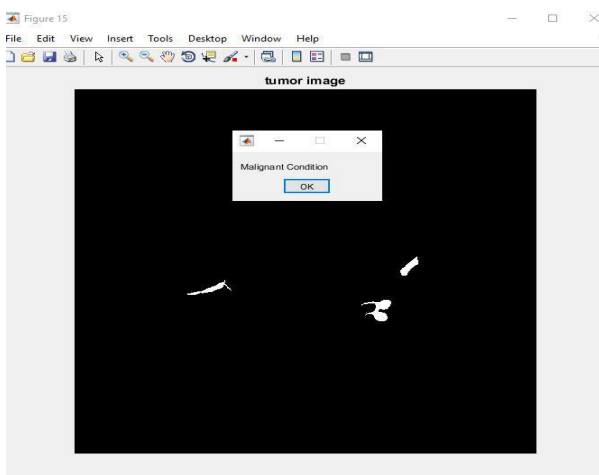 Figure 15
File Edit View Insert Tools Desktop Window Help
tumor image
Malignant Condition
OK